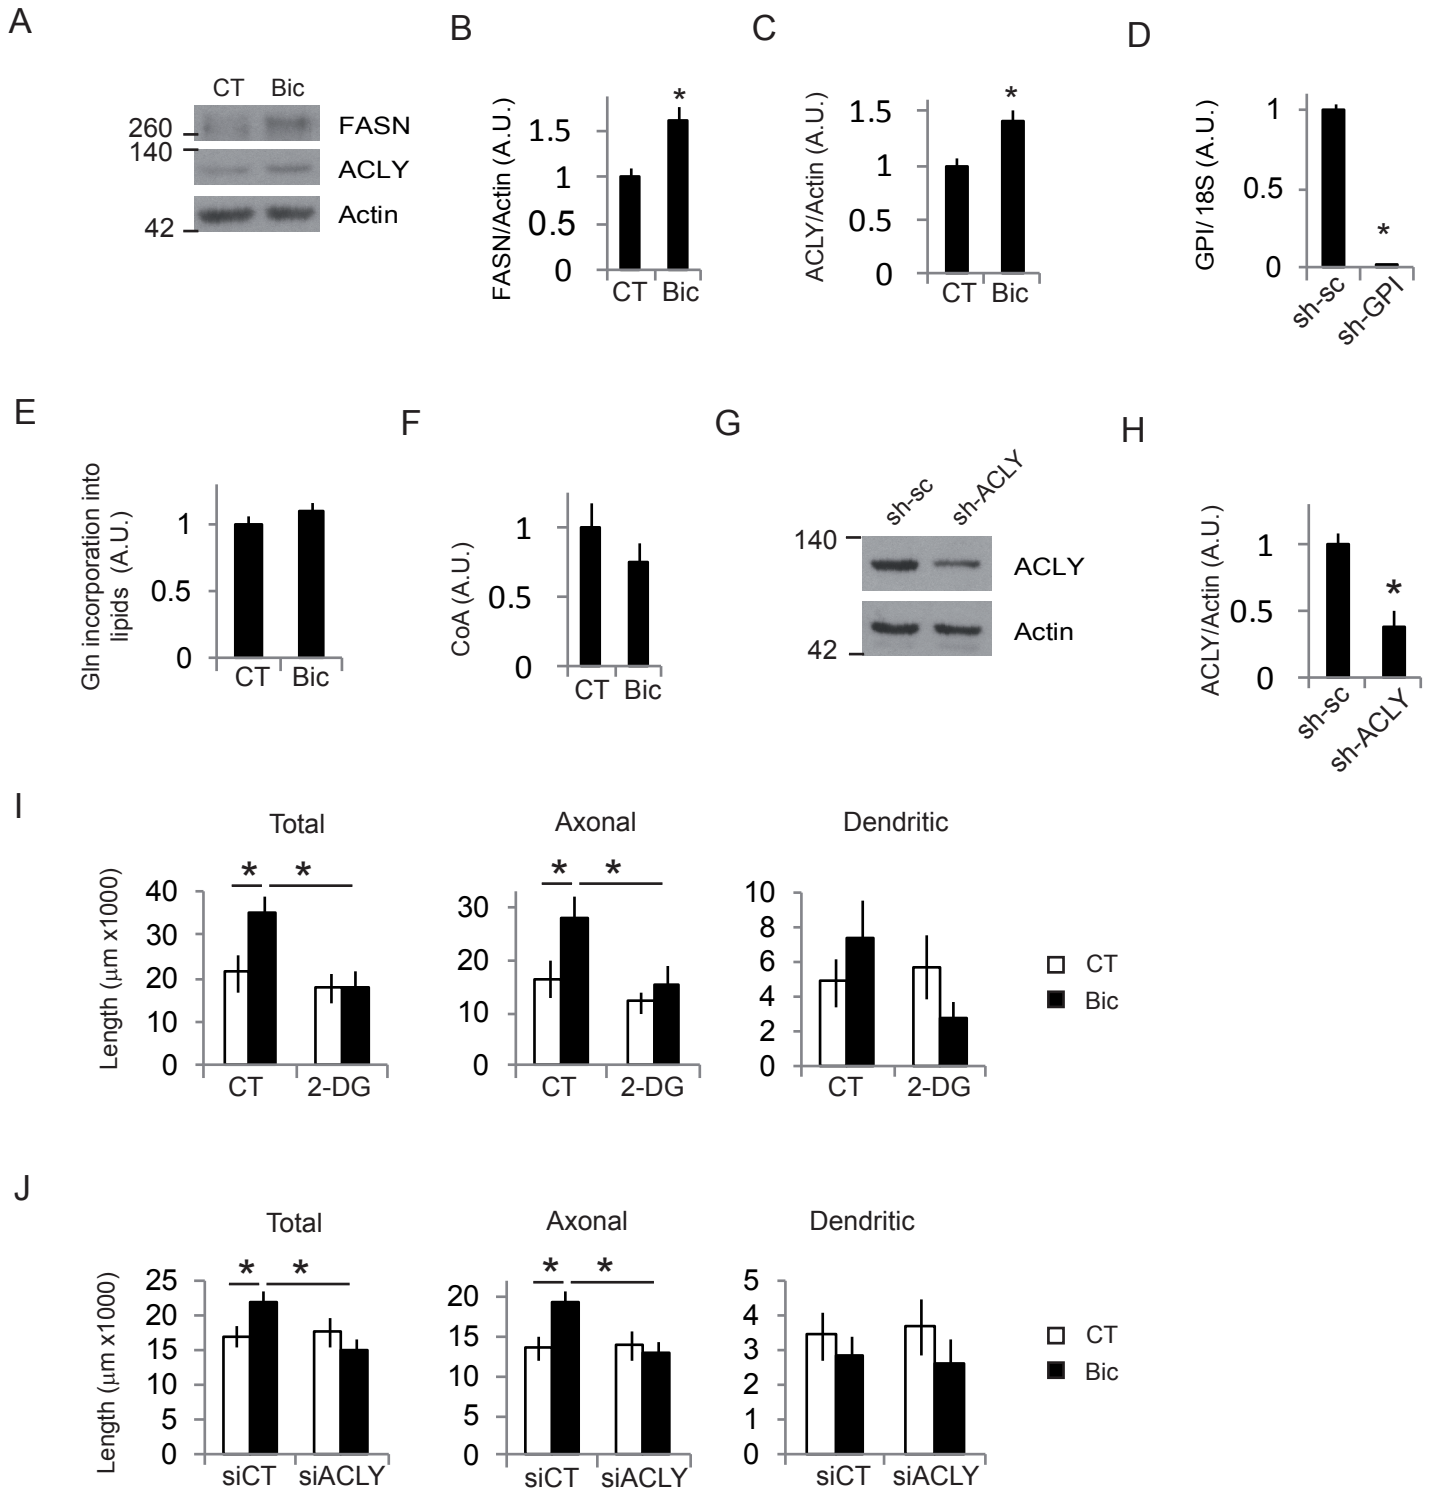 A
CT Bic
260
140
42
FASN
ACLY
Actin
B
FASN/Actin (A.U.)
1.5
1
0.5
0
*
CT Bic
C
ACLY/Actin (A.U.)
1.5
1
0.5
0
*
CT Bic
D
GPI/18S (A.U.)
1
0.5
0
*
sh-sc
sh-GPI
E
Gln incorporation into
lipids (A.U.)
1
0.5
0
CT Bic
F
CoA (A.U.)
1
0.5
0
CT Bic
G
sh-sc
sh-ACLY
140
42
ACLY
Actin
H
ACLY/Actin (A.U.)
1
0.5
0
*
sh-sc
sh-ACLY
I
Total
Length (μm x1000)
40
30
20
10
0
* *
CT 2-DG
Axonal
30
20
10
0
* *
CT 2-DG
Dendritic
10
8
6
4
2
0
CT 2-DG
CT
Bic
J
Total
Length (μm x1000)
25
20
15
10
5
0
* *
siCT siACLY
Axonal
20
15
10
5
0
* *
siCT siACLY
Dendritic
5
4
3
2
1
0
siCT siACLY
CT
Bic